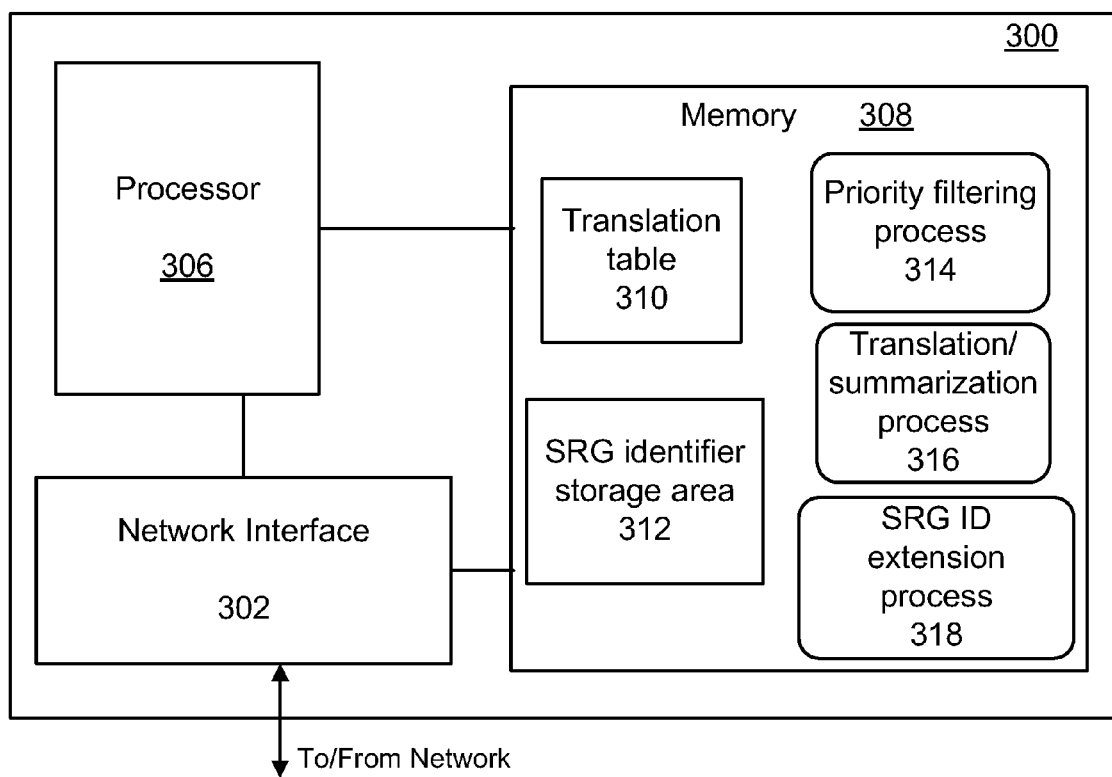 300
Processor
306
Network Interface
302
Memory 308
Translation
table
310
SRG identifier
storage area
312
Priority filtering
process
314
Translation/
summarization
process
316
SRG ID
extension
process
318
To/From Network